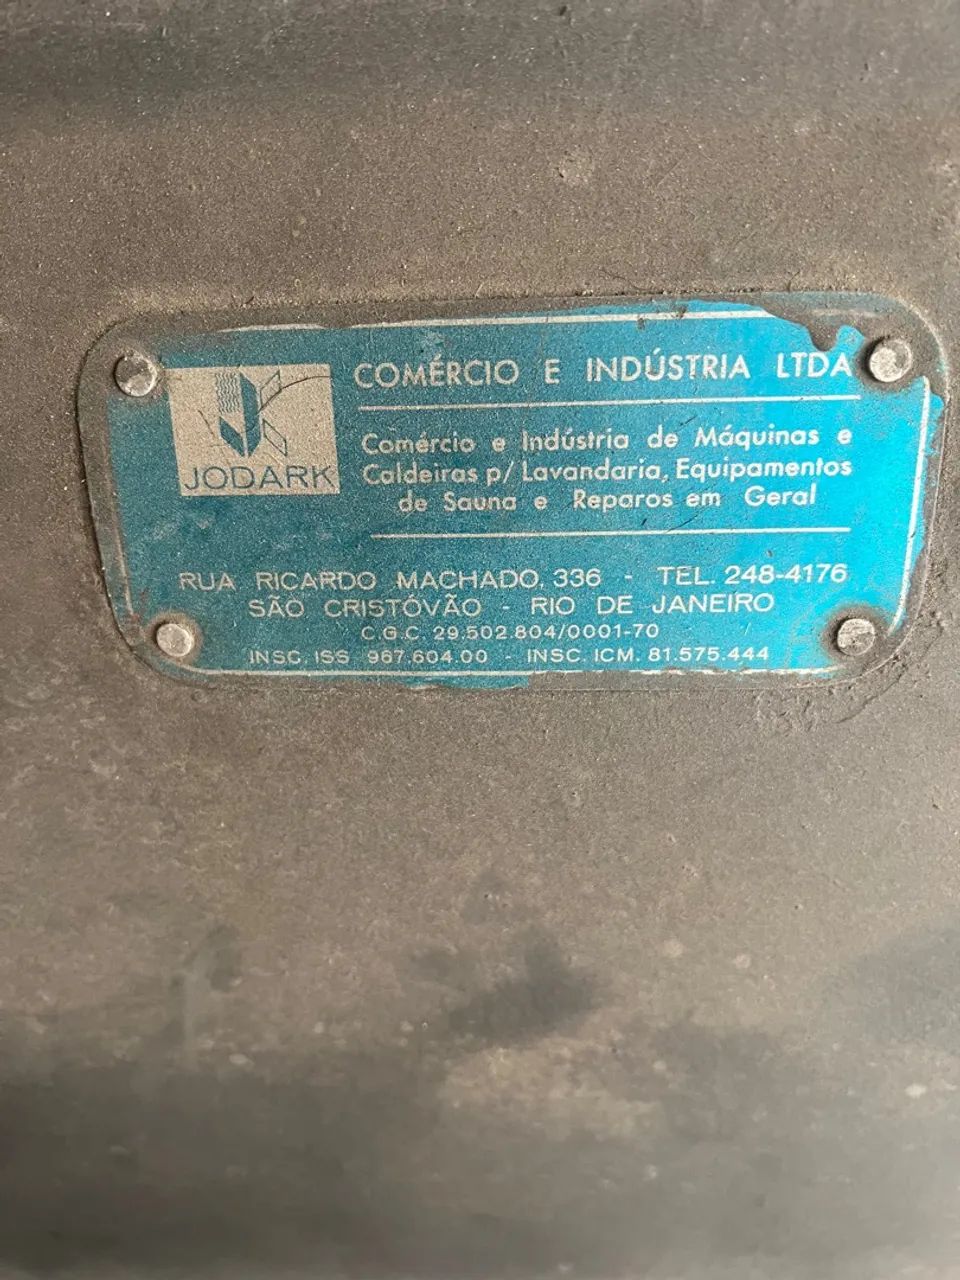 JODARK
COMÉRCIO E INDÚSTRIA LTDA
Comércio e Indústria de Máquinas e
Caldeiras p/ Lavandaria, Equipamentos
de Sauna e Reparos em Geral
RUA RICARDO MACHADO, 336 - TEL. 248-4176
SÃO CRISTÓVÃO - RIO DE JANEIRO
C.G.C. 29.502.804/0001-70
INSC. ISS 967.604.00 - INSC. ICM. 81.575.444